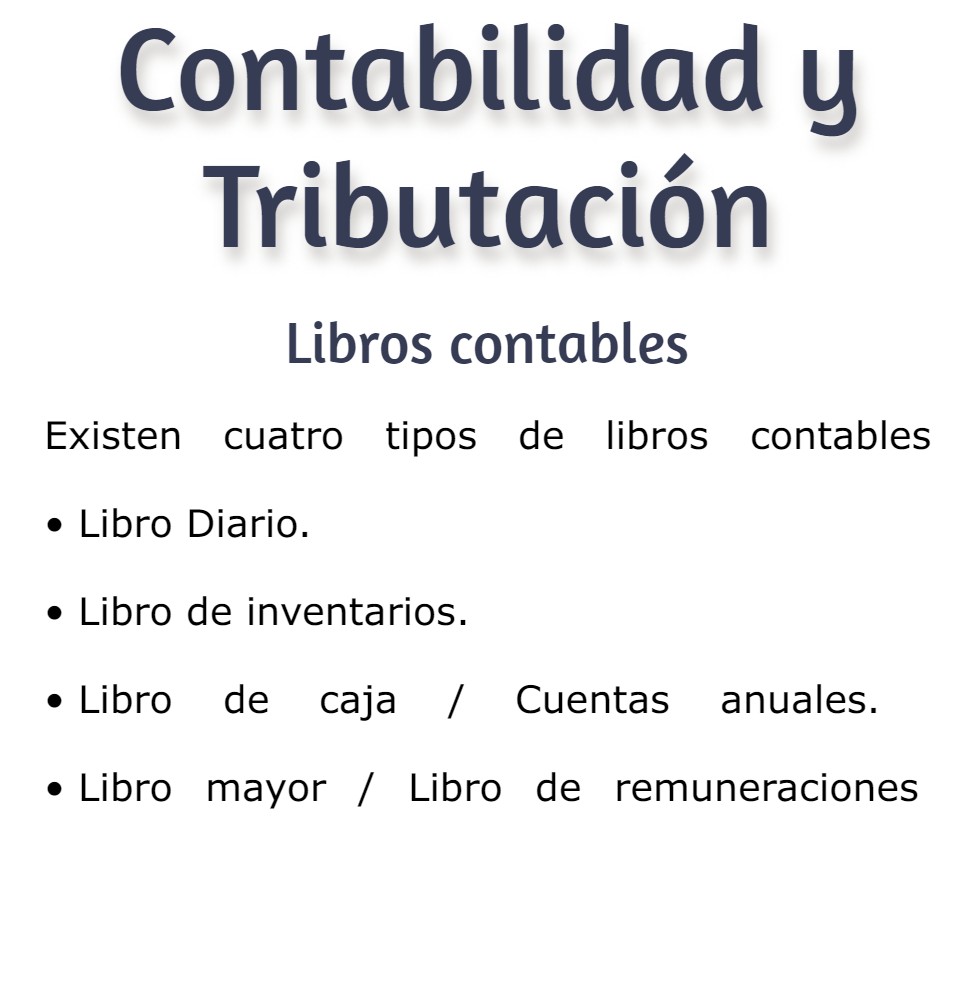 Contabilidad y
Tributación
Libros contables
Existen cuatro tipos de libros contables
• Libro Diario.
• Libro de inventarios.
• Libro de caja / Cuentas anuales.
• Libro mayor / Libro de remuneraciones